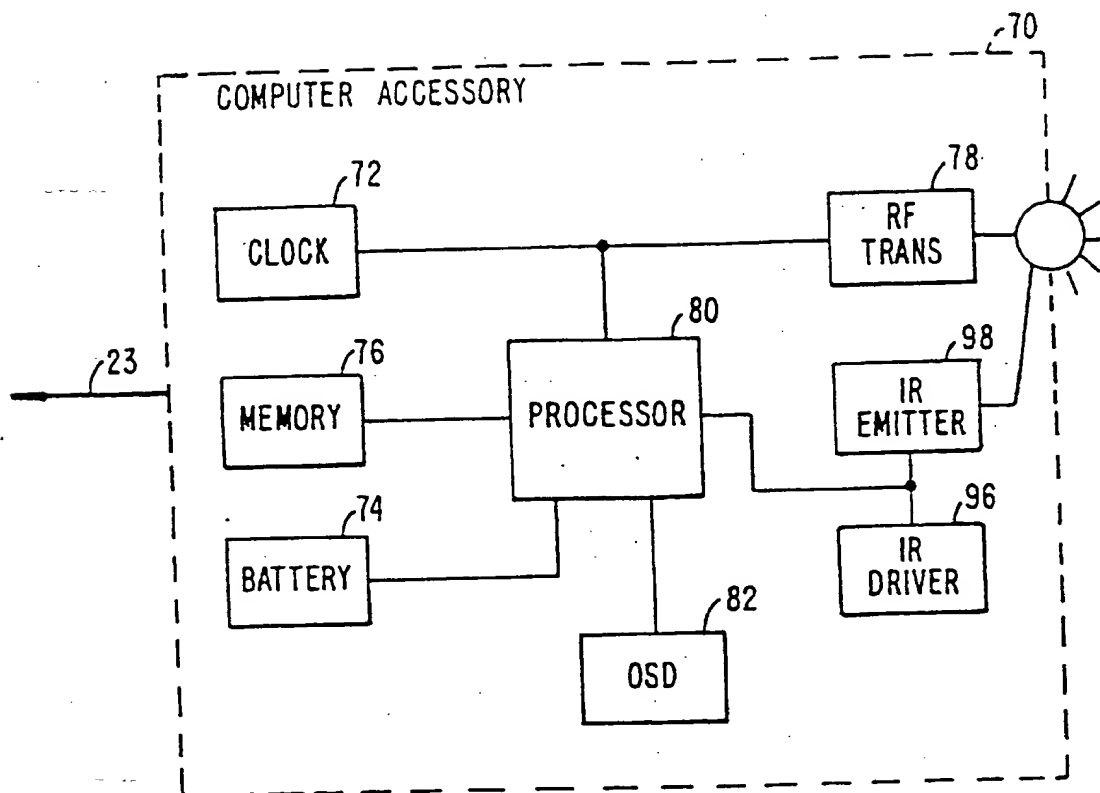 70
COMPUTER ACCESSORY
72
CLOCK
78
RF
TRANS
80
PROCESSOR
98
IR
EMITTER
23
76
MEMORY
96
IR
DRIVER
74
BATTERY
82
OSD